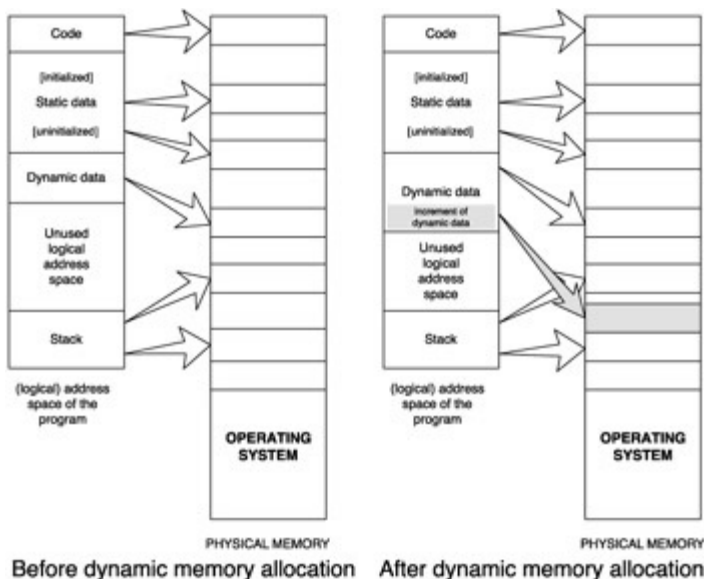 Code
[initialized]
Static data
[uninitialized]
Dynamic data
Unused
logical
address
space
Stack
(logical) address
space of the
program
OPERATING
SYSTEM
PHYSICAL MEMORY
Before dynamic memory allocation
Code
[initialized]
Static data
[uninitialized]
Dynamic data
increment of
dynamic data
Unused
logical
address
space
Stack
(logical) address
space of the
program
OPERATING
SYSTEM
PHYSICAL MEMORY
After dynamic memory allocation